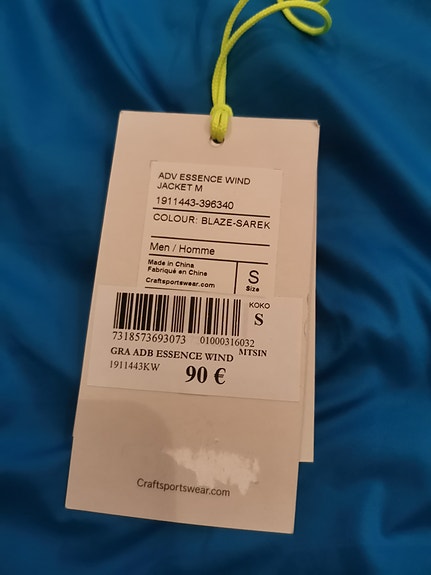 ADV ESSENCE WIND
JACKET M
1911443-396340
COLOUR: BLAZE-SAREK
Men / Homme
Made in China
Fabriqué en China
Craftsportswear.com
S
Size
KOKO
S
7318573693073 01000316032
GRA ADB ESSENCE WIND MTSIN
1911443KW
90 €
Craftsportswear.com